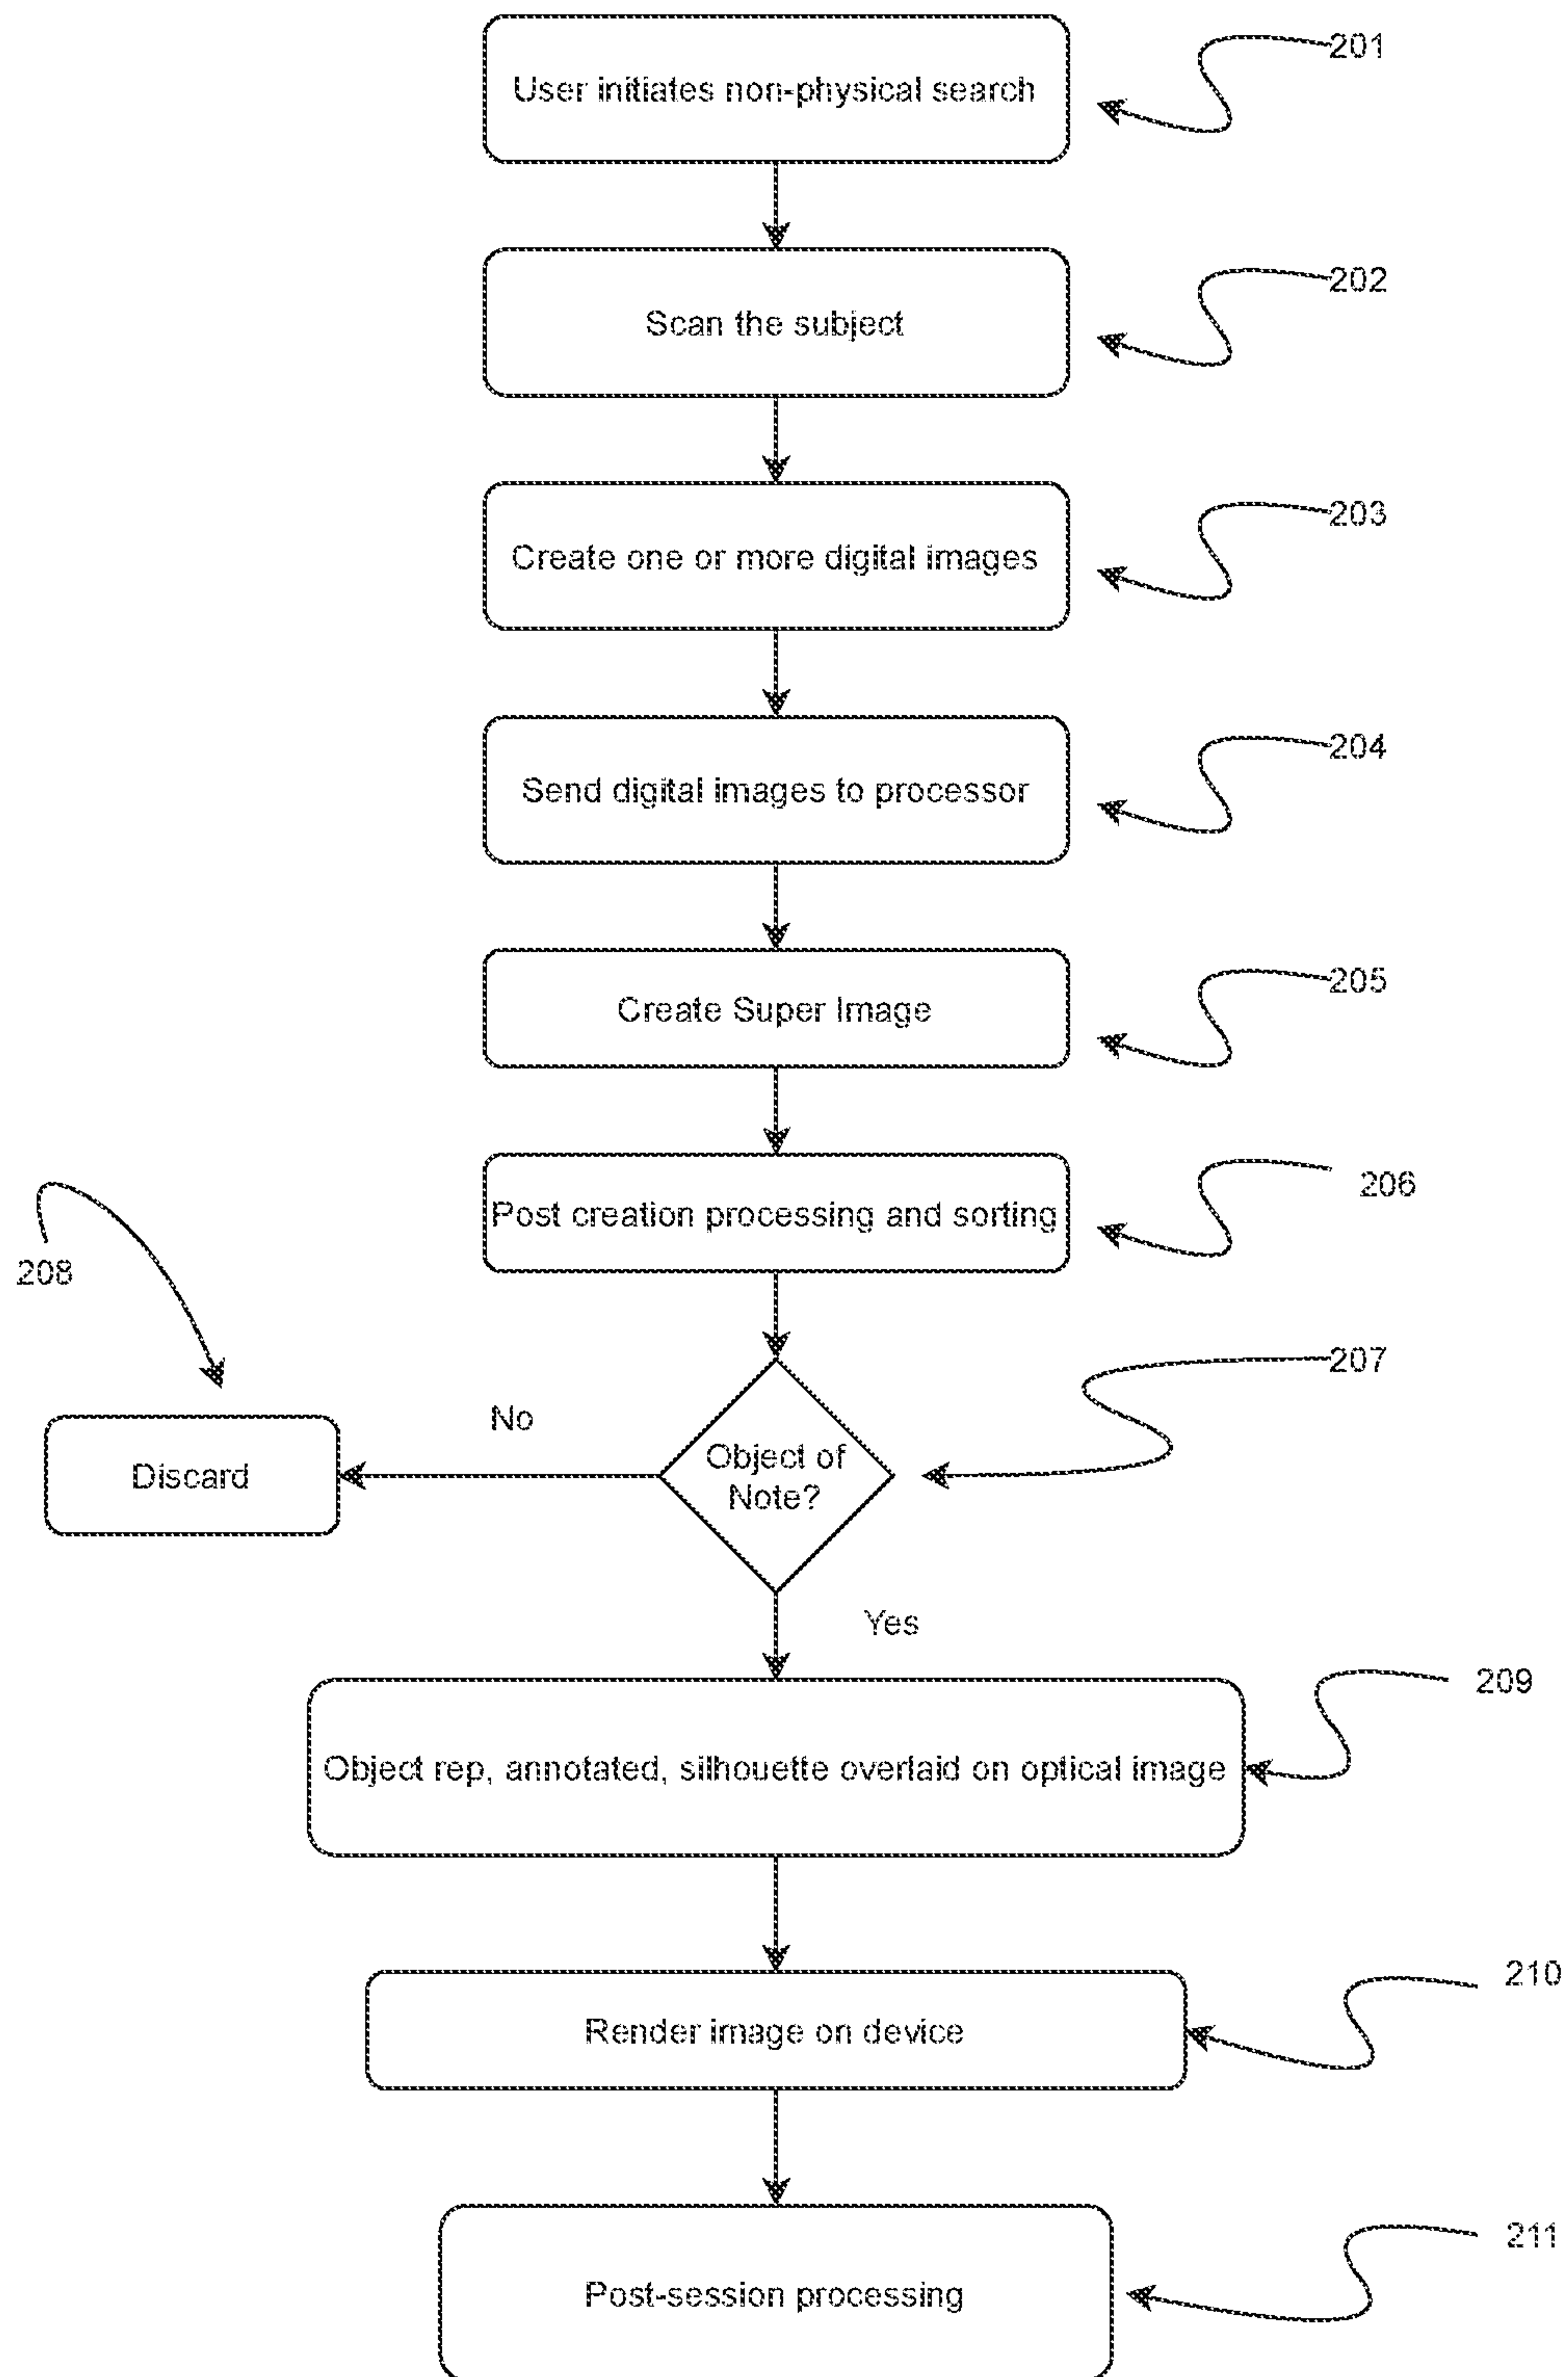 User initiates non-physical search
201
Scan the subject
202
Create one or more digital images
203
Send digital images to processor
204
Create Super Image
205
Post creation processing and sorting
206
208
207
No
Object of
Note?
Discard
Yes
209
Object rep, annotated, silhouette overlaid on optical image
210
Render image on device
211
Post-session processing